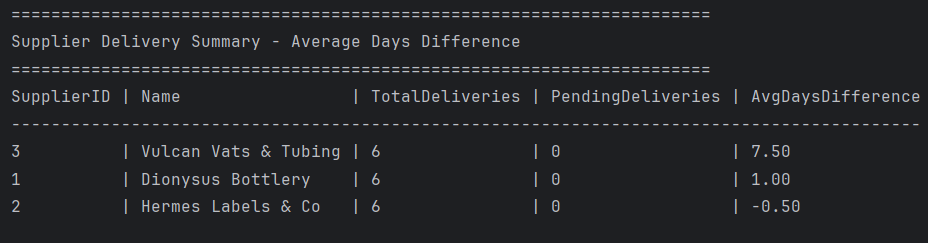 ======================================================================
Supplier Delivery Summary - Average Days Difference
======================================================================
SupplierID | Name                 | TotalDeliveries | PendingDeliveries | AvgDaysDifference
-------------------------------------------------------------------------------------------
3          | Vulcan Vats & Tubing | 6               | 0                 | 7.50
1          | Dionysus Bottlery    | 6               | 0                 | 1.00
2          | Hermes Labels & Co   | 6               | 0                 | -0.50